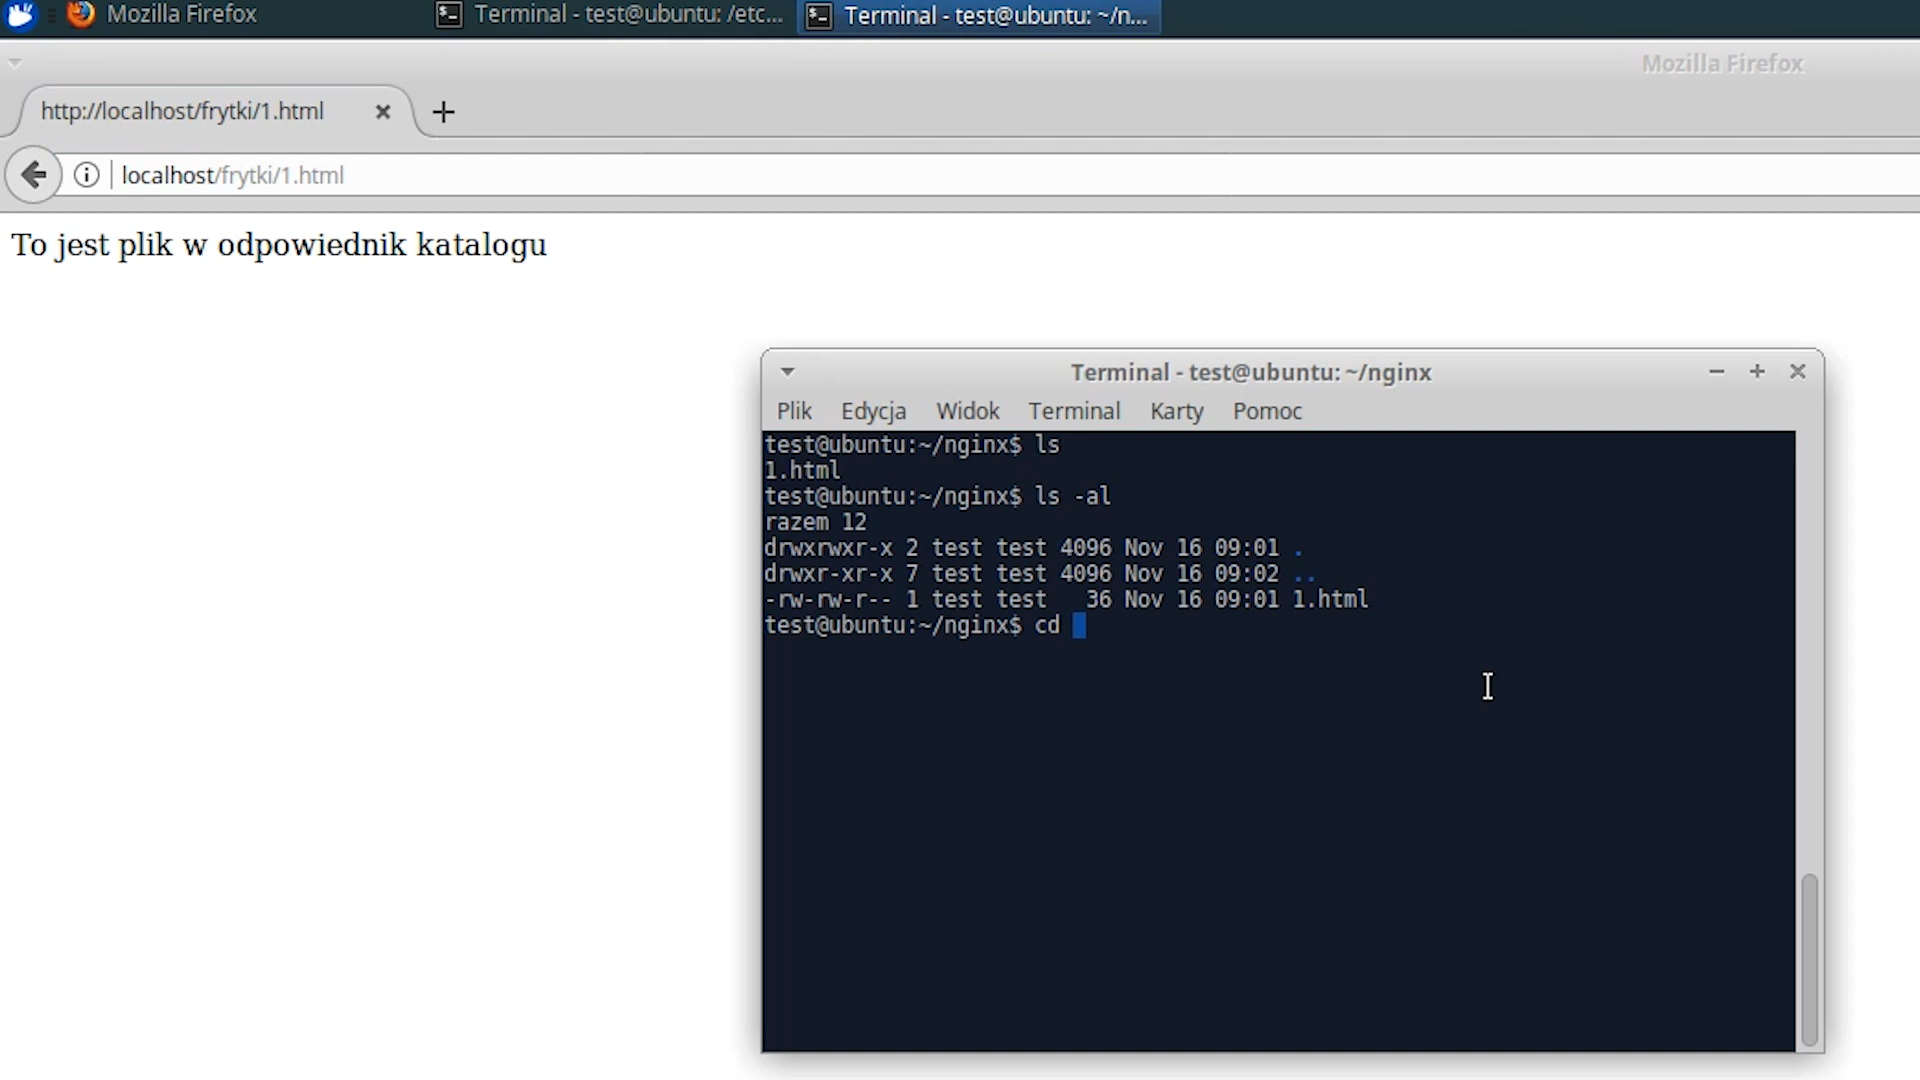 Mozilla Firefox
Terminal - test@ubuntu: /etc...
Terminal - test@ubuntu: ~/n...
Mozilla Firefox
http://localhost/frytki/1.html
localhost/frytki/1.html
To jest plik w odpowiednik katalogu
Terminal - test@ubuntu: ~/nginx
Plik Edycja Widok Terminal Karty Pomoc
test@ubuntu:~/nginx$ ls
1.html
test@ubuntu:~/nginx$ ls -al
razem 12
drwxrwxr-x 2 test test 4096 Nov 16 09:01 .
drwxr-xr-x 7 test test 4096 Nov 16 09:02 ..
-rw-rw-r-- 1 test test   36 Nov 16 09:01 1.html
test@ubuntu:~/nginx$ cd